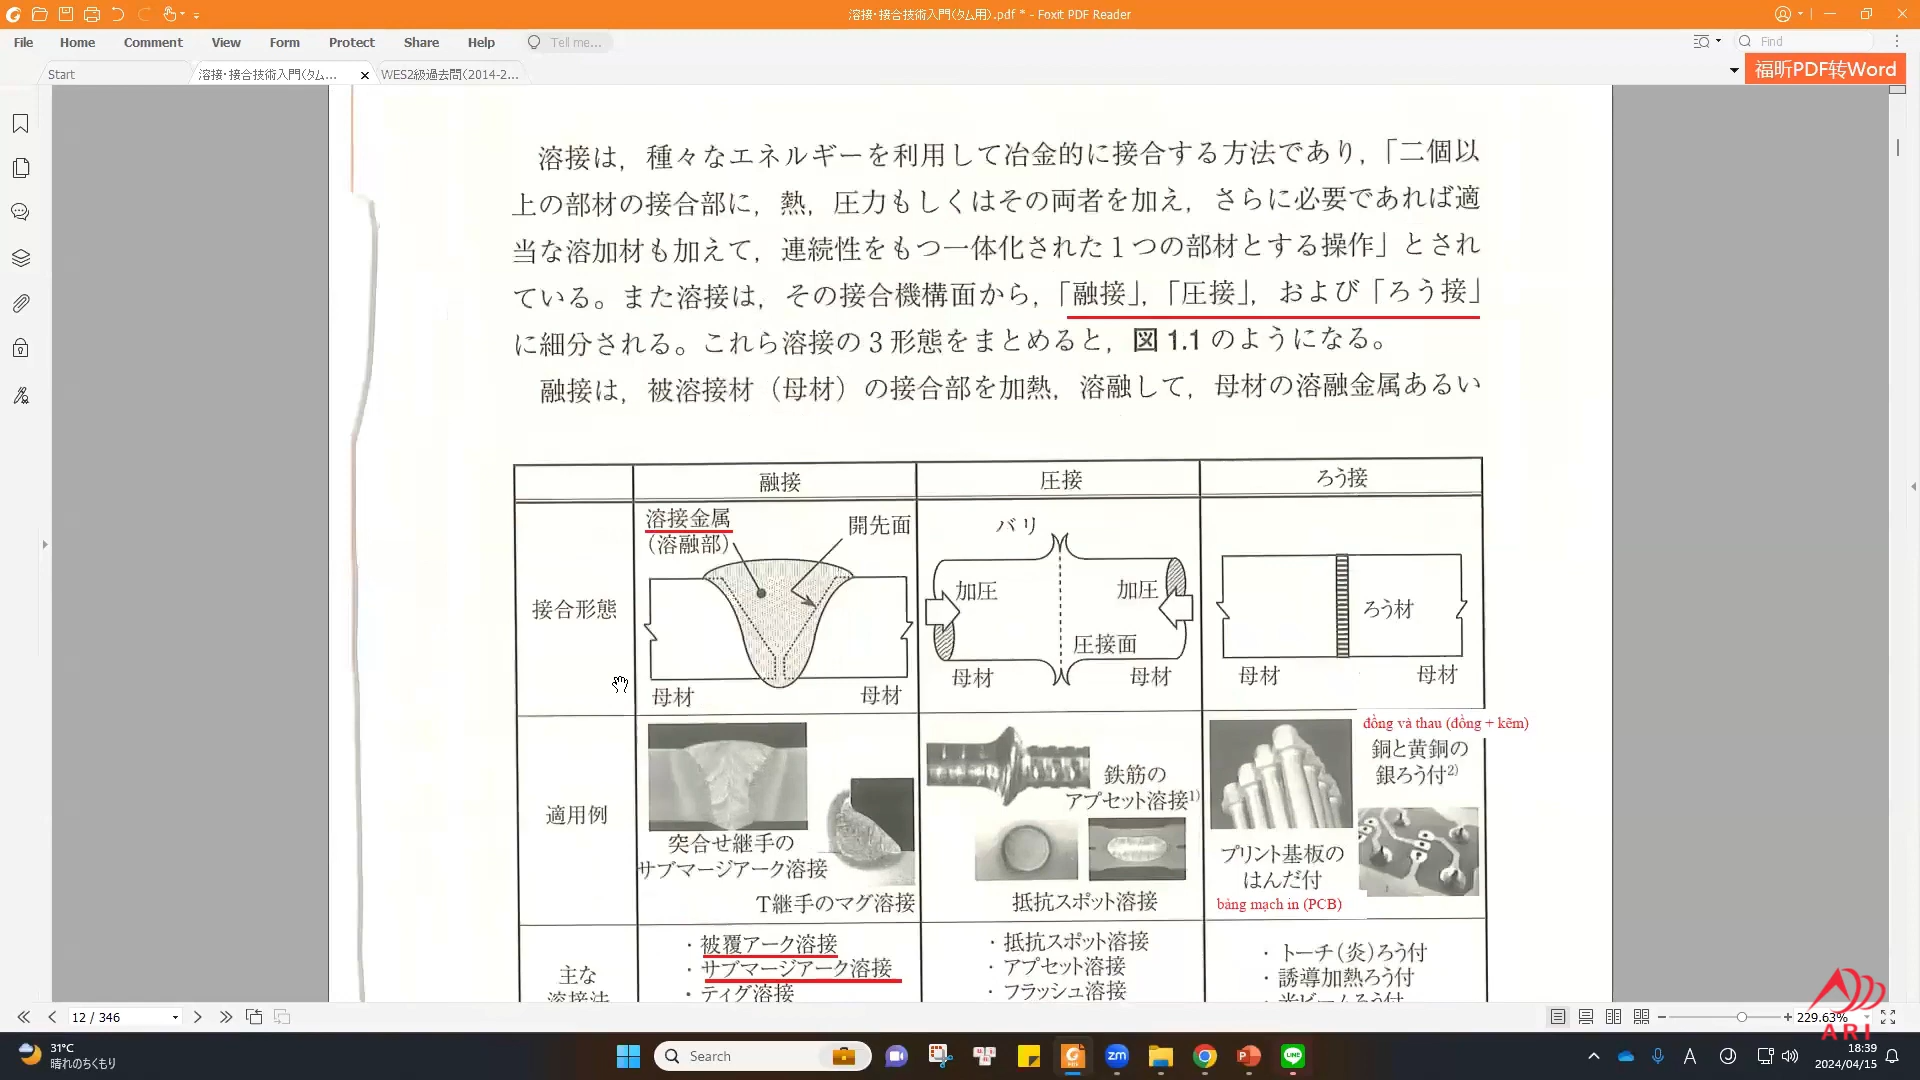 溶接・接合技術入門(タム用).pdf * - Foxit PDF Reader
File Home Comment View Form Protect Share Help Tell me... Find
Start 溶接・接合技術入門(タム... WES2級過去問(2014-2... 福昕PDF转Word
溶接は，種々なエネルギーを利用して冶金的に接合する方法であり，「二個以
上の部材の接合部に，熱，圧力もしくはその両者を加え，さらに必要であれば適
当な溶加材も加えて，連続性をもつ一体化された１つの部材とする操作」とされ
ている。また溶接は，その接合機構面から，「融接」，「圧接」，および「ろう接」
に細分される。これら溶接の３形態をまとめると，図 1.1 のようになる。
融接は，被溶接材（母材）の接合部を加熱，溶融して，母材の溶融金属あるい
融接 圧接 ろう接
接合形態
溶接金属
（溶融部）
開先面
母材 母材
バリ
加圧 加圧
圧接面
母材 母材
ろう材
母材 母材
適用例
突合せ継手の
サブマージアーク溶接
T継手のマグ溶接
鉄筋の
アプセット溶接1)
抵抗スポット溶接
đồng và thau (đồng + kẽm)
銅と黄銅の
銀ろう付2)
プリント基板の
はんだ付
bảng mạch in (PCB)
主な
溶接法
・被覆アーク溶接
・サブマージアーク溶接
・ティグ溶接
・抵抗スポット溶接
・アプセット溶接
・フラッシュ溶接
・トーチ（炎）ろう付
・誘導加熱ろう付
・光ビームろう付
ARI
12 / 346 229.63%
31°C
晴れのちくもり
Search
zm
LINE
A
18:39
2024/04/15